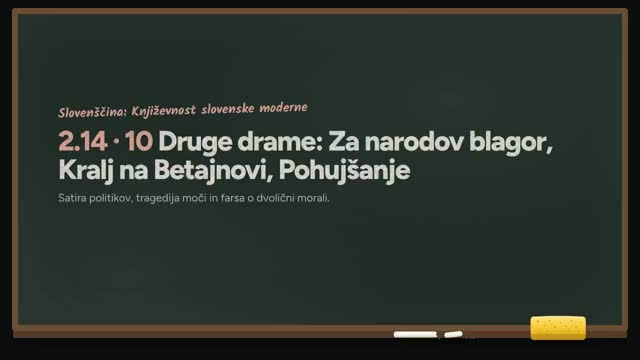 Slovenščina: Književnost slovenske moderne
2.14 · 10 Druge drame: Za narodov blagor,
Kralj na Betajnovi, Pohujšanje
Satira politikov, tragedija moči in farsa o dvolični morali.